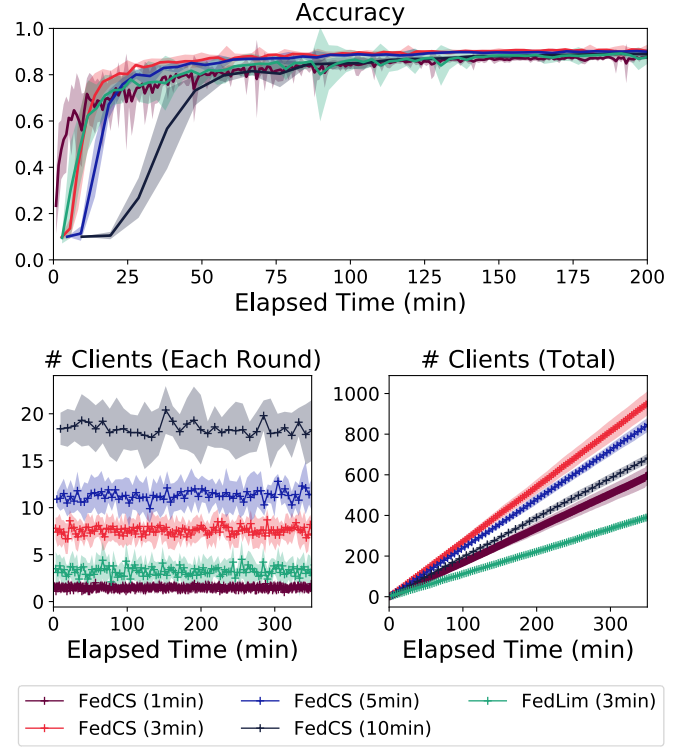 Accuracy
1.0
0.8
0.6
0.4
0.2
0.0
0 25 50 75 100 125 150 175 200
Elapsed Time (min)
# Clients (Each Round)
20
15
10
5
0
0 100 200 300
Elapsed Time (min)
# Clients (Total)
1000
800
600
400
200
0
0 100 200 300
Elapsed Time (min)
FedCS (1min) FedCS (5min) FedLim (3min)
FedCS (3min) FedCS (10min)